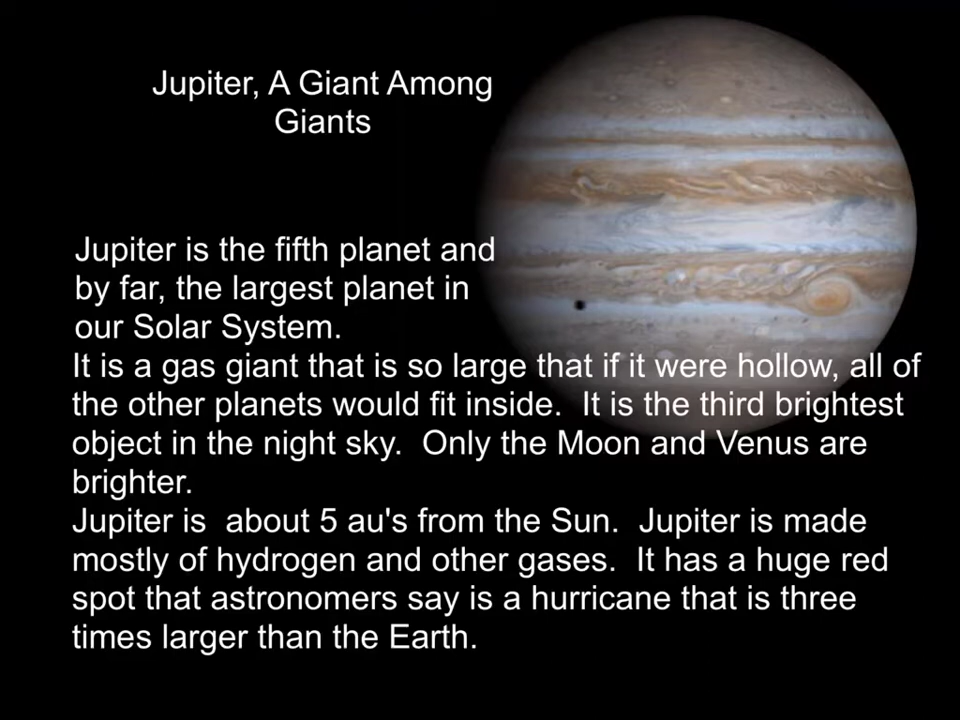 Jupiter, A Giant Among
Giants
Jupiter is the fifth planet and
by far, the largest planet in
our Solar System.
It is a gas giant that is so large that if it were hollow, all of
the other planets would fit inside.  It is the third brightest
object in the night sky.  Only the Moon and Venus are
brighter.
Jupiter is  about 5 au's from the Sun.  Jupiter is made
mostly of hydrogen and other gases.  It has a huge red
spot that astronomers say is a hurricane that is three
times larger than the Earth.